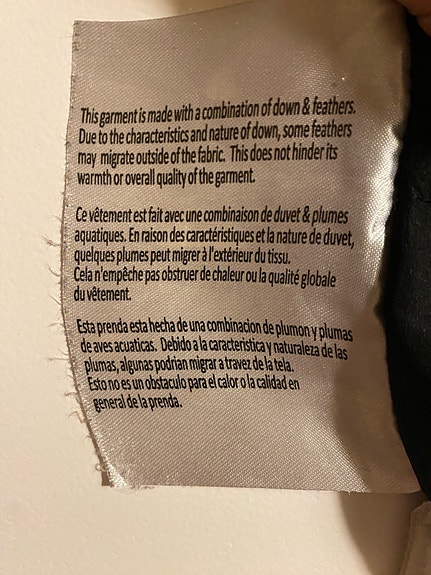 This garment is made with a combination of down & feathers.
Due to the characteristics and nature of down, some feathers
may migrate outside of the fabric. This does not hinder its
warmth or overall quality of the garment.
Ce vêtement est fait avec une combinaison de duvet & plumes
aquatiques. En raison des caractéristiques et la nature de duvet,
quelques plumes peut migrer à l'extérieur du tissu.
Cela n'empêche pas obstruer de chaleur ou la qualité globale
du vêtement.
Esta prenda esta hecha de una combinacion de plumon y plumas
de aves acuaticas. Debido a la caracteristica y naturaleza de las
plumas, algunas podrian migrar a travez de la tela.
Esto no es un obstaculo para el calor o la calidad en
general de la prenda.